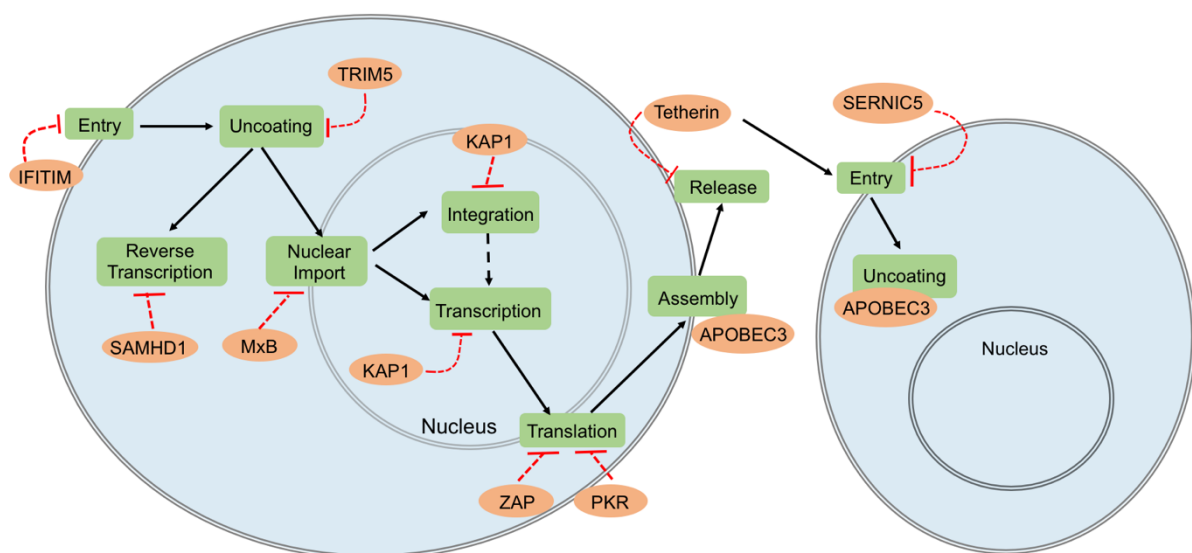 TRIM5
Entry
Uncoating
IFITIM
KAP1
Integration
Reverse
Transcription
Nuclear
Import
Transcription
SAMHD1
MxB
KAP1
Nucleus
Translation
ZAP
PKR
Tetherin
Release
Assembly
APOBEC3
SERNIC5
Entry
Uncoating
APOBEC3
Nucleus